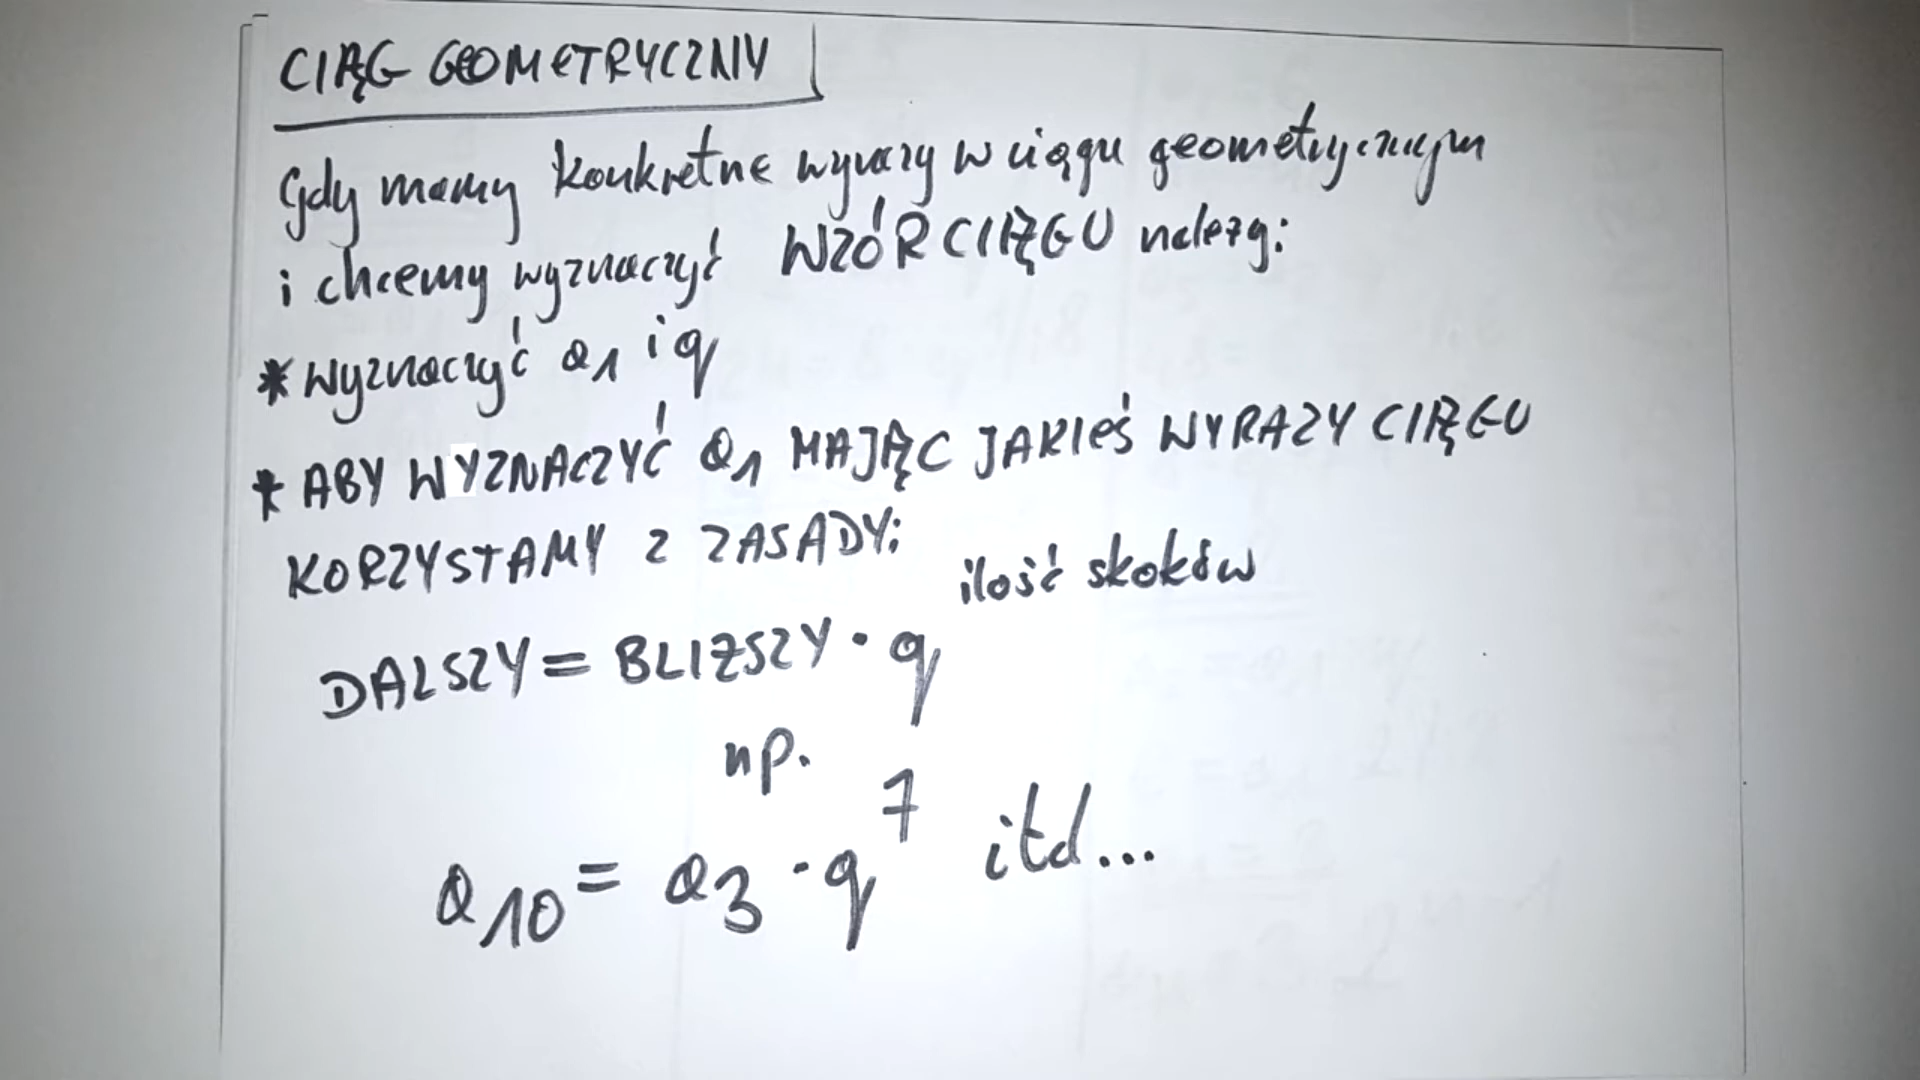 CIĄG GEOMETRYCZNY
Gdy mamy konkretne wyrazy w ciągu geometrycznym
i chcemy wyznaczyć WZÓR CIĄGU należy:
* wyznaczyć a₁ i q
* ABY WYZNACZYĆ a₁ MAJĄC JAKIEŚ WYRAZY CIĄGU
KORZYSTAMY Z ZASADY:
DALSZY = BLIŻSZY · q^ilość skoków
np.
a₁₀ = a₃ · q⁷ itd...